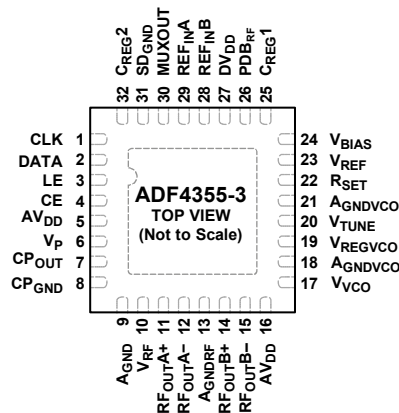 32 CREG2
31 SDGND
30 MUXOUT
29 REFINA
28 REFINB
27 DVDD
26 PDBRF
25 CREG1
CLK 1
DATA 2
LE 3
CE 4
AVDD 5
VP 6
CPOUT 7
CPGND 8
ADF4355-3
TOP VIEW
(Not to Scale)
24 VBIAS
23 VREF
22 RSET
21 AGNDVCO
20 VTUNE
19 VREGVCO
18 AGNDVCO
17 VVCO
AGND 9
VRF 10
RFOUTA+ 11
RFOUTA− 12
AGNDRF 13
RFOUTB+ 14
RFOUTB− 15
AVDD 16